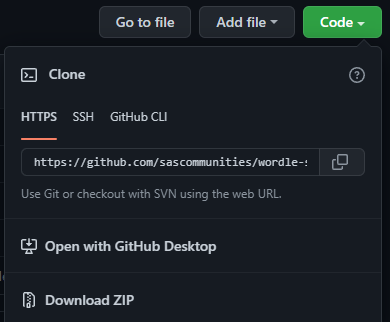 Go to file Add file Code
Clone
HTTPS SSH GitHub CLI
https://github.com/sascommunities/wordle-s
Use Git or checkout with SVN using the web URL.
Open with GitHub Desktop
Download ZIP